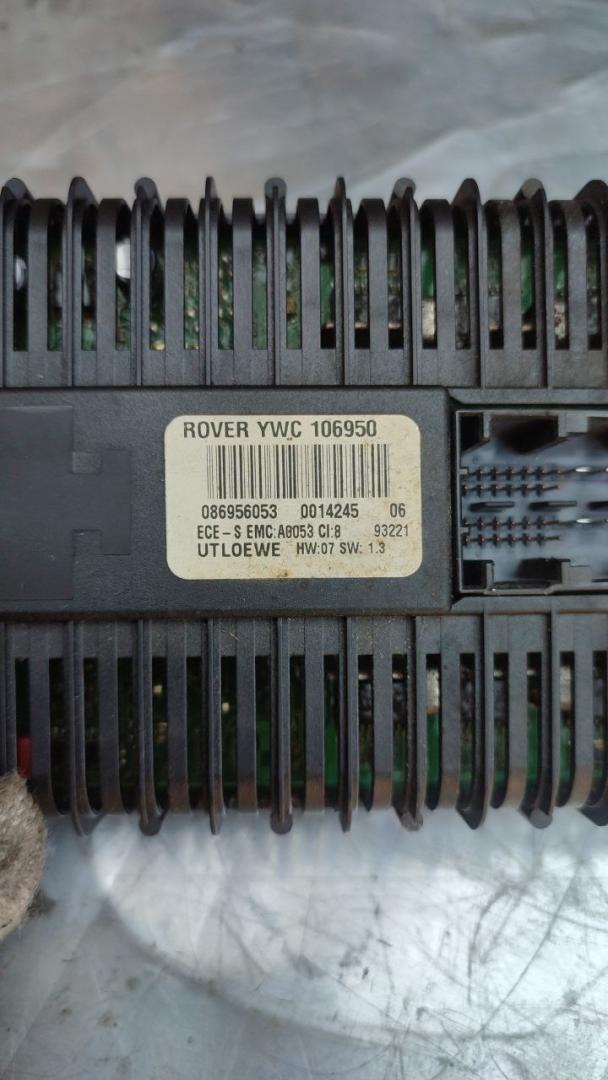 ROVER YWC 106950
086956053 0014245 06
ECE-S EMC:A0053 CI:8 93221
UTLOEWE HW:07 SW: 1.3